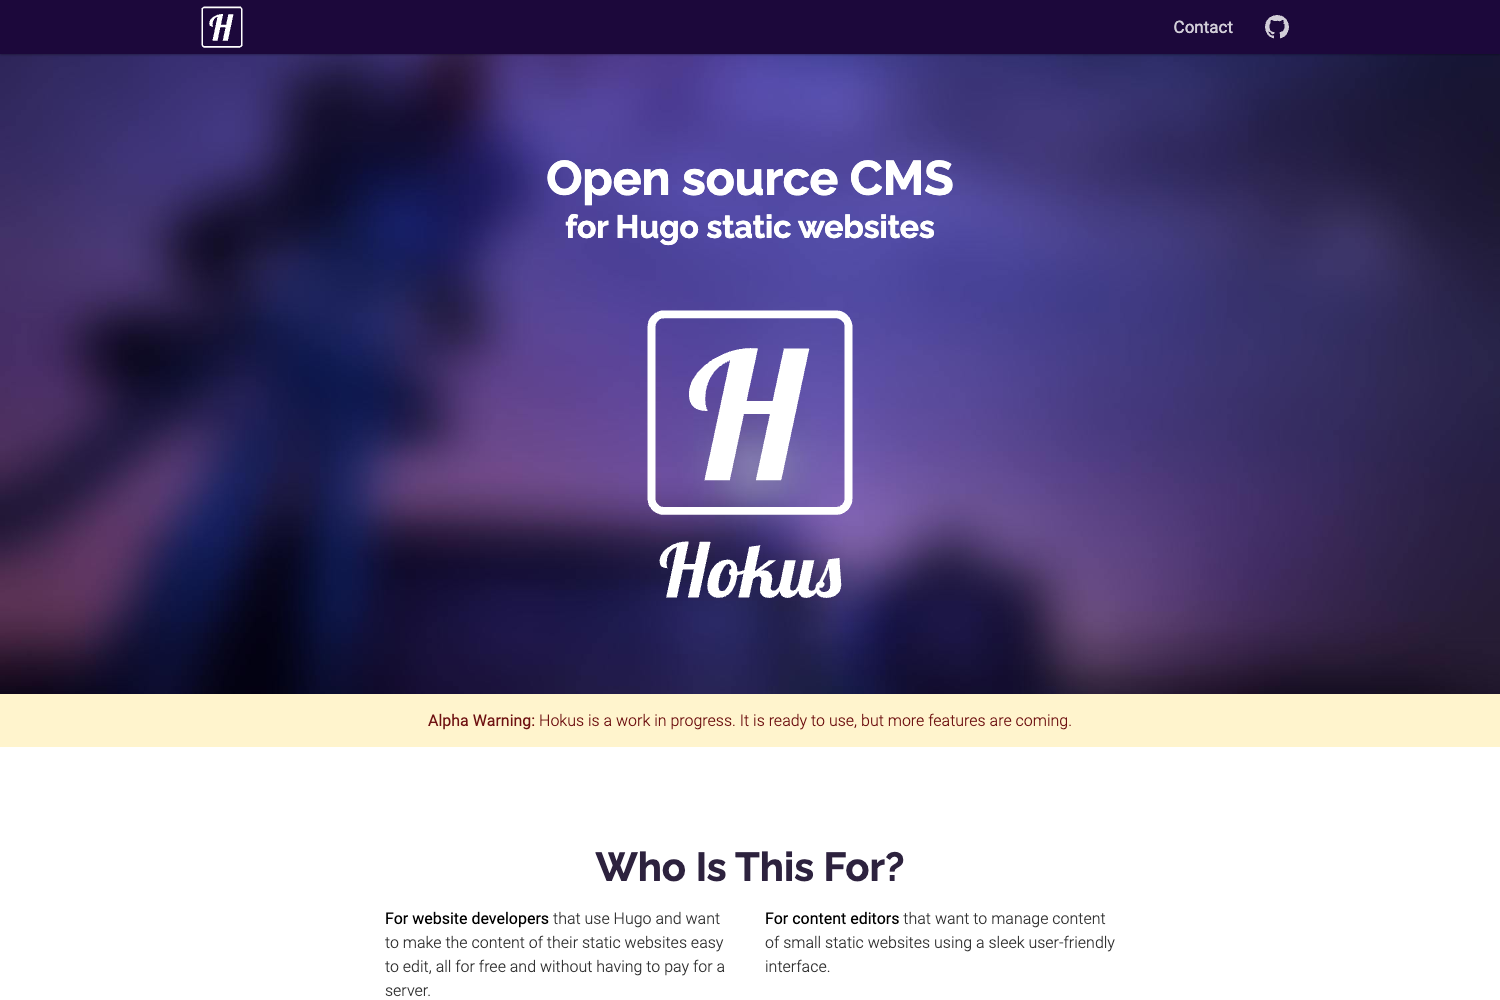 H
Contact
Open source CMS
for Hugo static websites
H
Hokus
Alpha Warning: Hokus is a work in progress. It is ready to use, but more features are coming.
Who Is This For?
For website developers that use Hugo and want
to make the content of their static websites easy
to edit, all for free and without having to pay for a
server.
For content editors that want to manage content
of small static websites using a sleek user-friendly
interface.